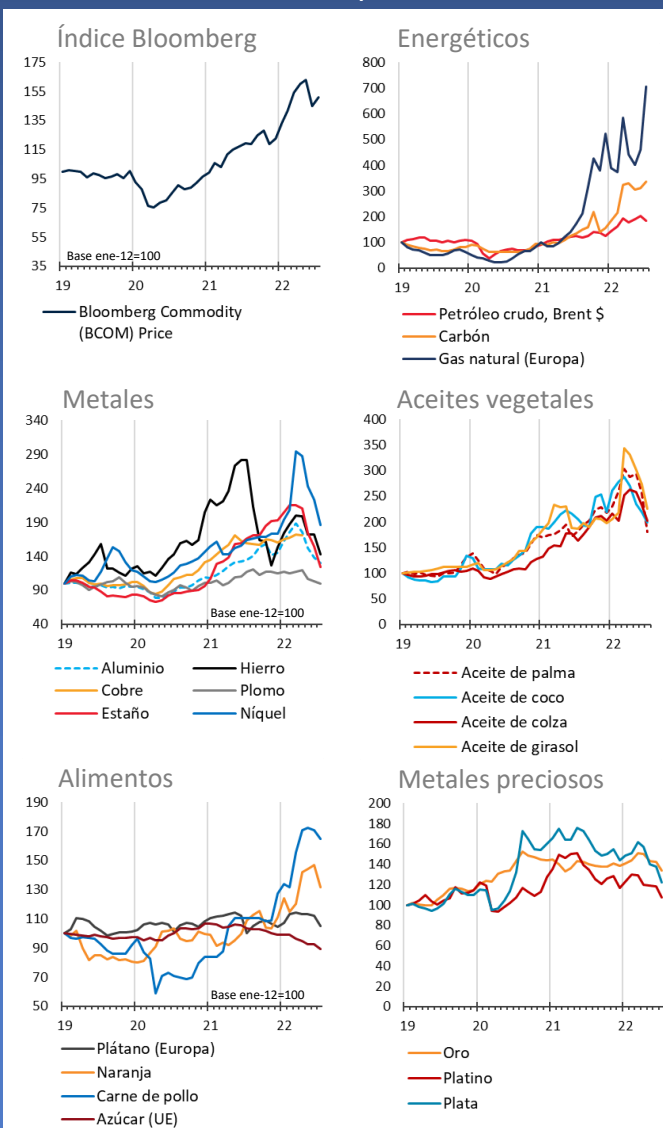 Índice Bloomberg
175
155
135
115
95
75
55
35
Base ene-12=100
19
20
21
22
Bloomberg Commodity
(BCOM) Price
Energéticos
800
700
600
500
400
300
200
100
0
19
20
21
22
Petróleo crudo, Brent $
Carbón
Gas natural (Europa)
Metales
340
290
240
190
140
90
40
Base ene-12=100
19
20
21
22
Aluminio
Hierro
Cobre
Plomo
Estaño
Níquel
Aceites vegetales
400
350
300
250
200
150
100
50
0
19
20
21
22
Aceite de palma
Aceite de coco
Aceite de colza
Aceite de girasol
Alimentos
190
170
150
130
110
90
70
50
Base ene-12=100
19
20
21
22
Plátano (Europa)
Naranja
Carne de pollo
Azúcar (UE)
Metales preciosos
200
180
160
140
120
100
80
60
40
20
0
19
20
21
22
Oro
Platino
Plata